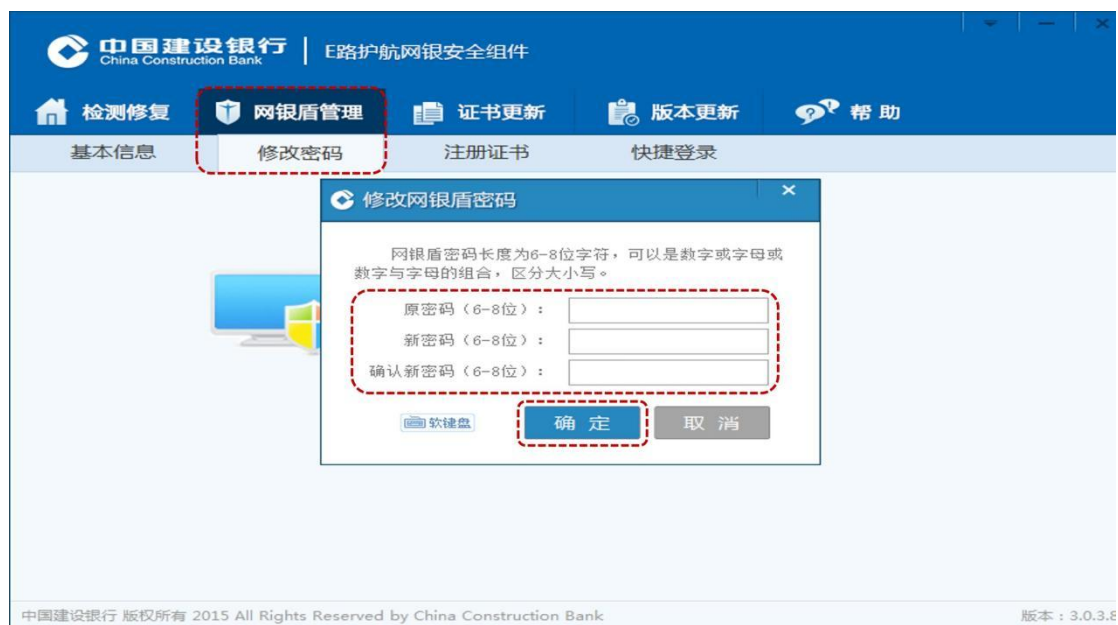 中国建设银行
China Construction Bank
E路护航网银安全组件
检测修复 网银盾管理 证书更新 版本更新 帮 助
基本信息 修改密码 注册证书 快捷登录
修改网银盾密码
网银盾密码长度为6-8位字符，可以是数字或字母或
数字与字母的组合，区分大小写。
原密码（6-8位）：
新密码（6-8位）：
确认新密码（6-8位）：
软键盘 确 定 取 消
中国建设银行 版权所有 2015 All Rights Reserved by China Construction Bank 版本：3.0.3.8